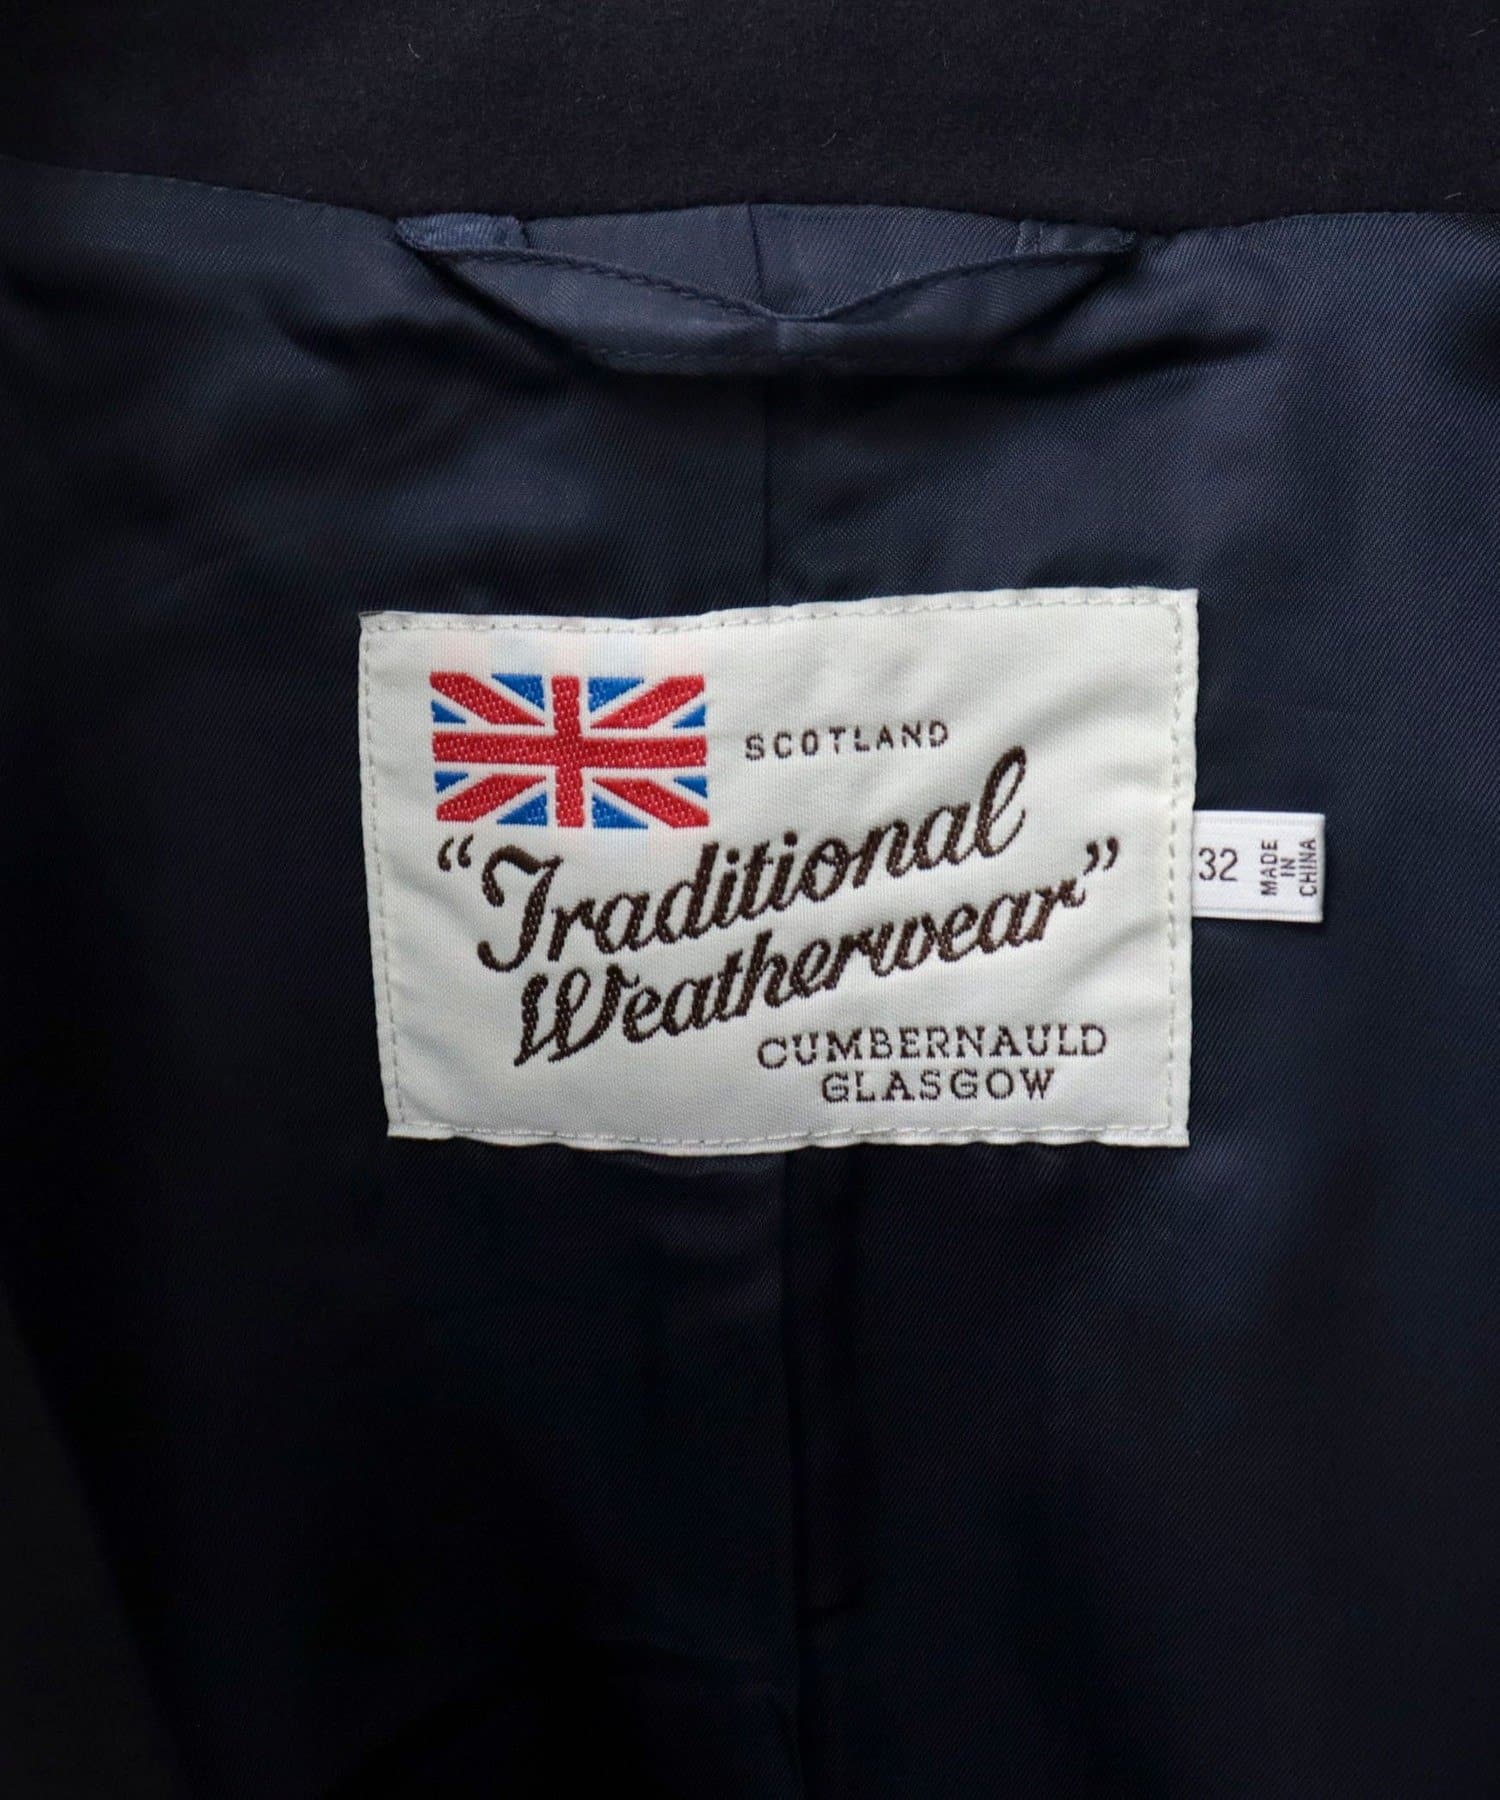 SCOTLAND
"Traditional
Weatherwear"
CUMBERNAULD
GLASGOW
32
MADE
IN
CHINA